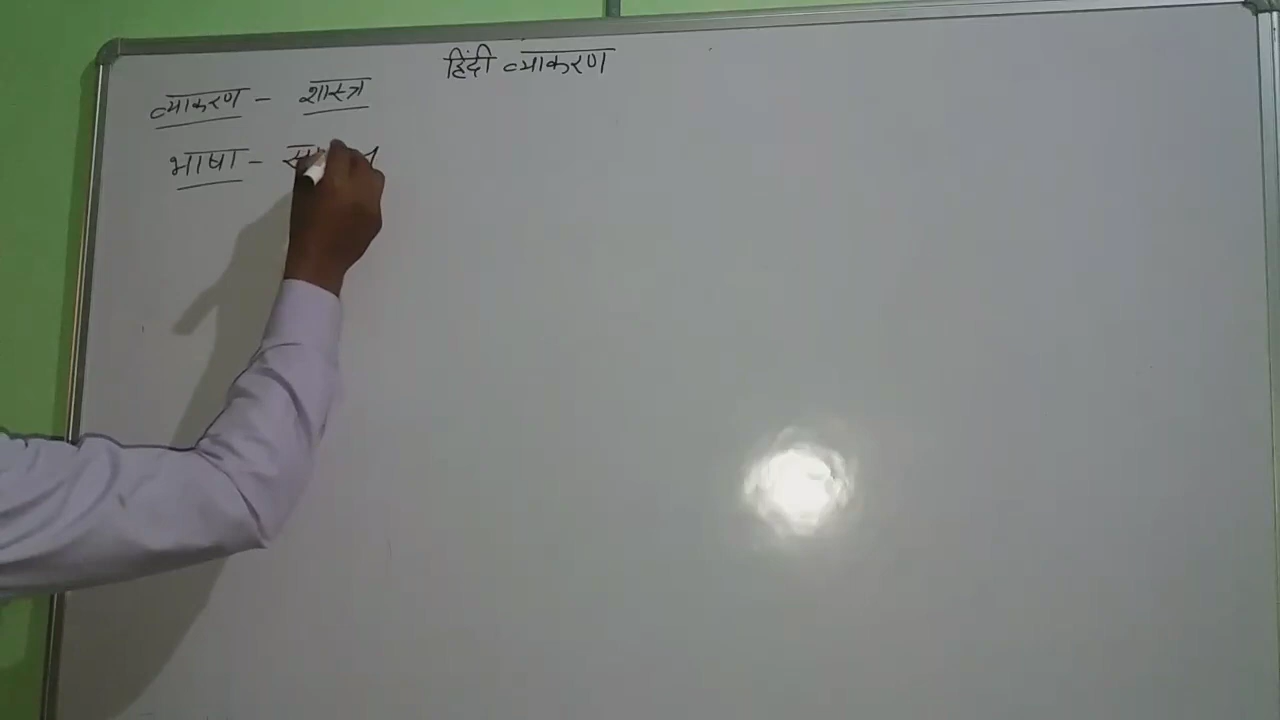 हिंदी व्याकरण
व्याकरण - शास्त्र
भाषा -